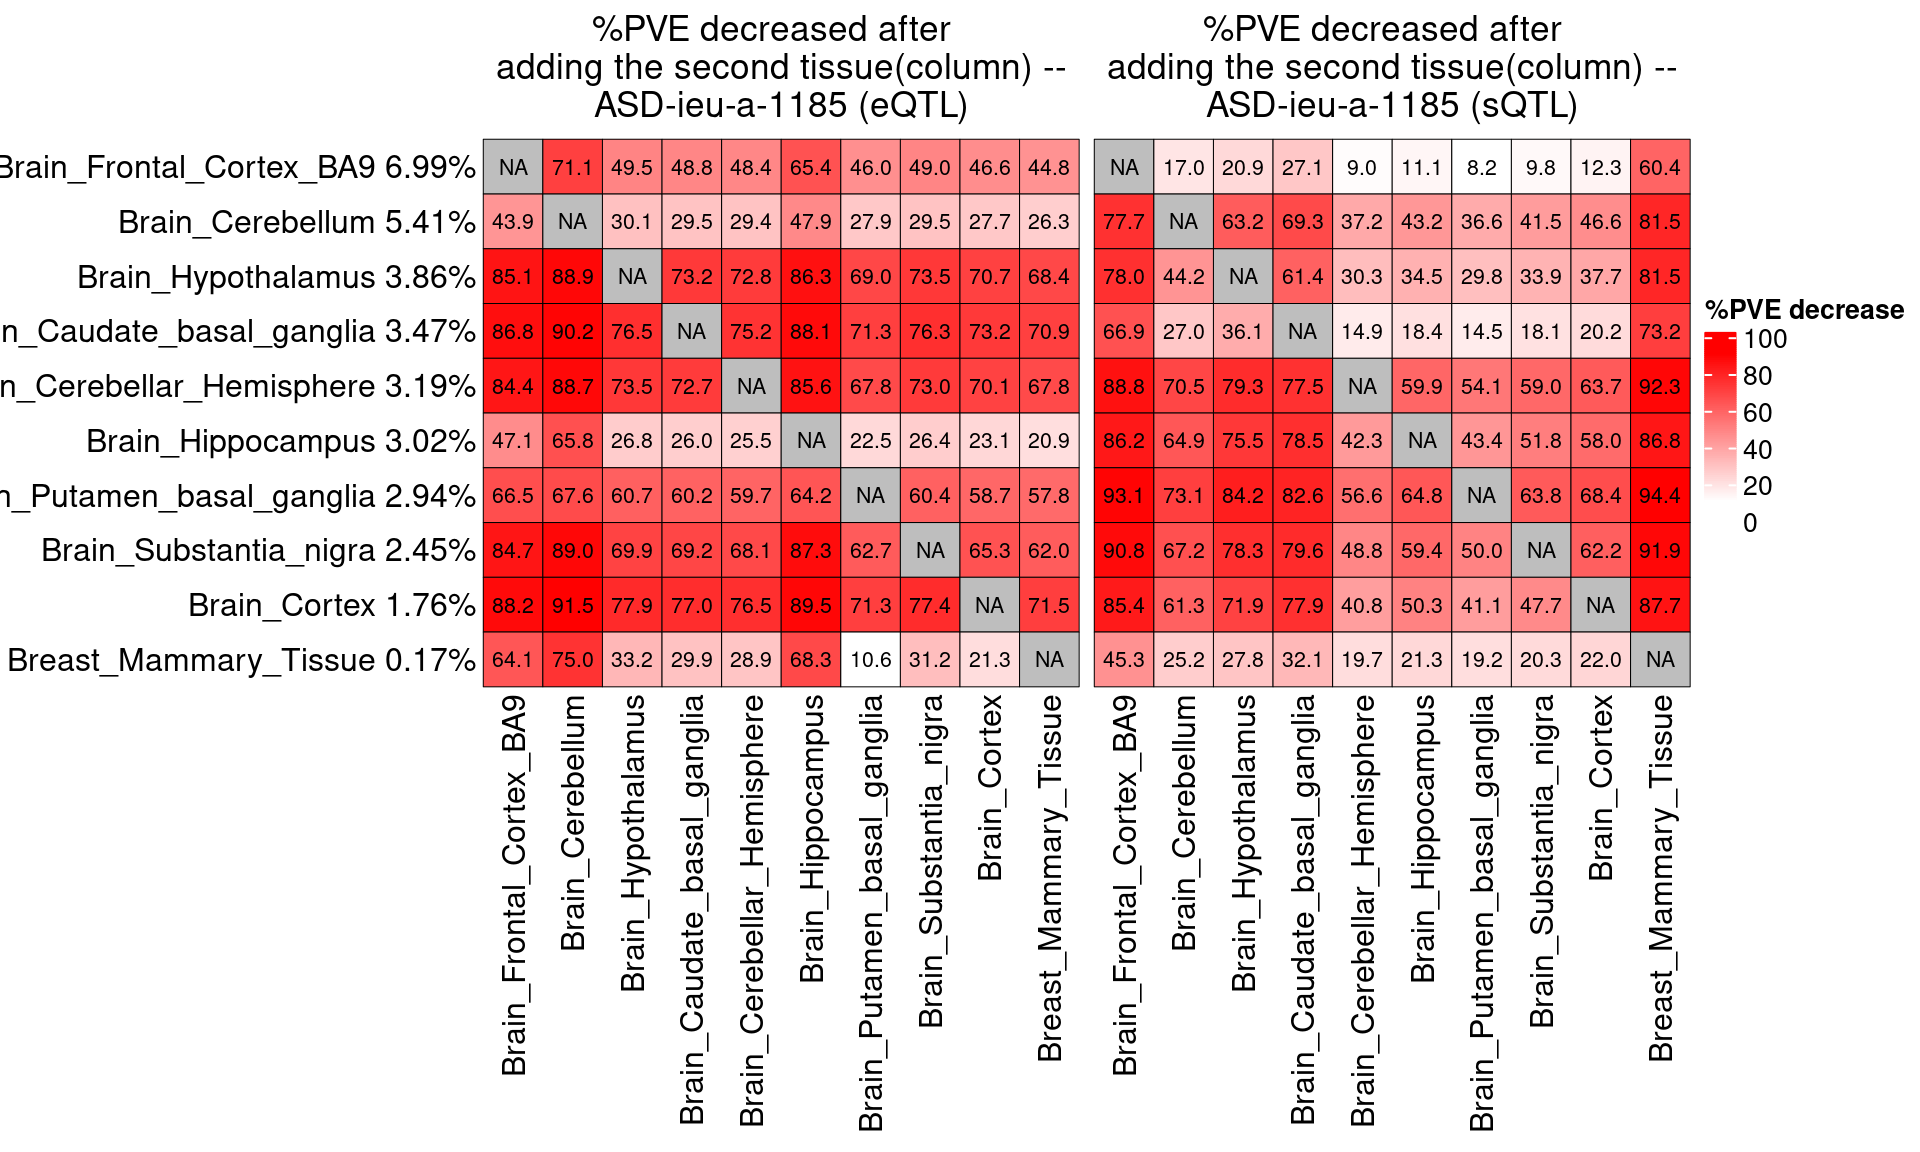 %PVE decreased after
adding the second tissue(column) --
ASD-ieu-a-1185 (eQTL)
%PVE decreased after
adding the second tissue(column) --
ASD-ieu-a-1185 (sQTL)
Brain_Frontal_Cortex_BA9 6.99% NA 71.1 49.5 48.8 48.4 65.4 46.0 49.0 46.6 44.8 NA 17.0 20.9 27.1 9.0 11.1 8.2 9.8 12.3 60.4
Brain_Cerebellum 5.41% 43.9 NA 30.1 29.5 29.4 47.9 27.9 29.5 27.7 26.3 77.7 NA 63.2 69.3 37.2 43.2 36.6 41.5 46.6 81.5
Brain_Hypothalamus 3.86% 85.1 88.9 NA 73.2 72.8 86.3 69.0 73.5 70.7 68.4 78.0 44.2 NA 61.4 30.3 34.5 29.8 33.9 37.7 81.5
n_Caudate_basal_ganglia 3.47% 86.8 90.2 76.5 NA 75.2 88.1 71.3 76.3 73.2 70.9 66.9 27.0 36.1 NA 14.9 18.4 14.5 18.1 20.2 73.2
n_Cerebellar_Hemisphere 3.19% 84.4 88.7 73.5 72.7 NA 85.6 67.8 73.0 70.1 67.8 88.8 70.5 79.3 77.5 NA 59.9 54.1 59.0 63.7 92.3
Brain_Hippocampus 3.02% 47.1 65.8 26.8 26.0 25.5 NA 22.5 26.4 23.1 20.9 86.2 64.9 75.5 78.5 42.3 NA 43.4 51.8 58.0 86.8
n_Putamen_basal_ganglia 2.94% 66.5 67.6 60.7 60.2 59.7 64.2 NA 60.4 58.7 57.8 93.1 73.1 84.2 82.6 56.6 64.8 NA 63.8 68.4 94.4
Brain_Substantia_nigra 2.45% 84.7 89.0 69.9 69.2 68.1 87.3 62.7 NA 65.3 62.0 90.8 67.2 78.3 79.6 48.8 59.4 50.0 NA 62.2 91.9
Brain_Cortex 1.76% 88.2 91.5 77.9 77.0 76.5 89.5 71.3 77.4 NA 71.5 85.4 61.3 71.9 77.9 40.8 50.3 41.1 47.7 NA 87.7
Breast_Mammary_Tissue 0.17% 64.1 75.0 33.2 29.9 28.9 68.3 10.6 31.2 21.3 NA 45.3 25.2 27.8 32.1 19.7 21.3 19.2 20.3 22.0 NA
Brain_Frontal_Cortex_BA9
Brain_Cerebellum
Brain_Hypothalamus
Brain_Caudate_basal_ganglia
Brain_Cerebellar_Hemisphere
Brain_Hippocampus
Brain_Putamen_basal_ganglia
Brain_Substantia_nigra
Brain_Cortex
Breast_Mammary_Tissue
Brain_Frontal_Cortex_BA9
Brain_Cerebellum
Brain_Hypothalamus
Brain_Caudate_basal_ganglia
Brain_Cerebellar_Hemisphere
Brain_Hippocampus
Brain_Putamen_basal_ganglia
Brain_Substantia_nigra
Brain_Cortex
Breast_Mammary_Tissue
%PVE decrease
100
80
60
40
20
0